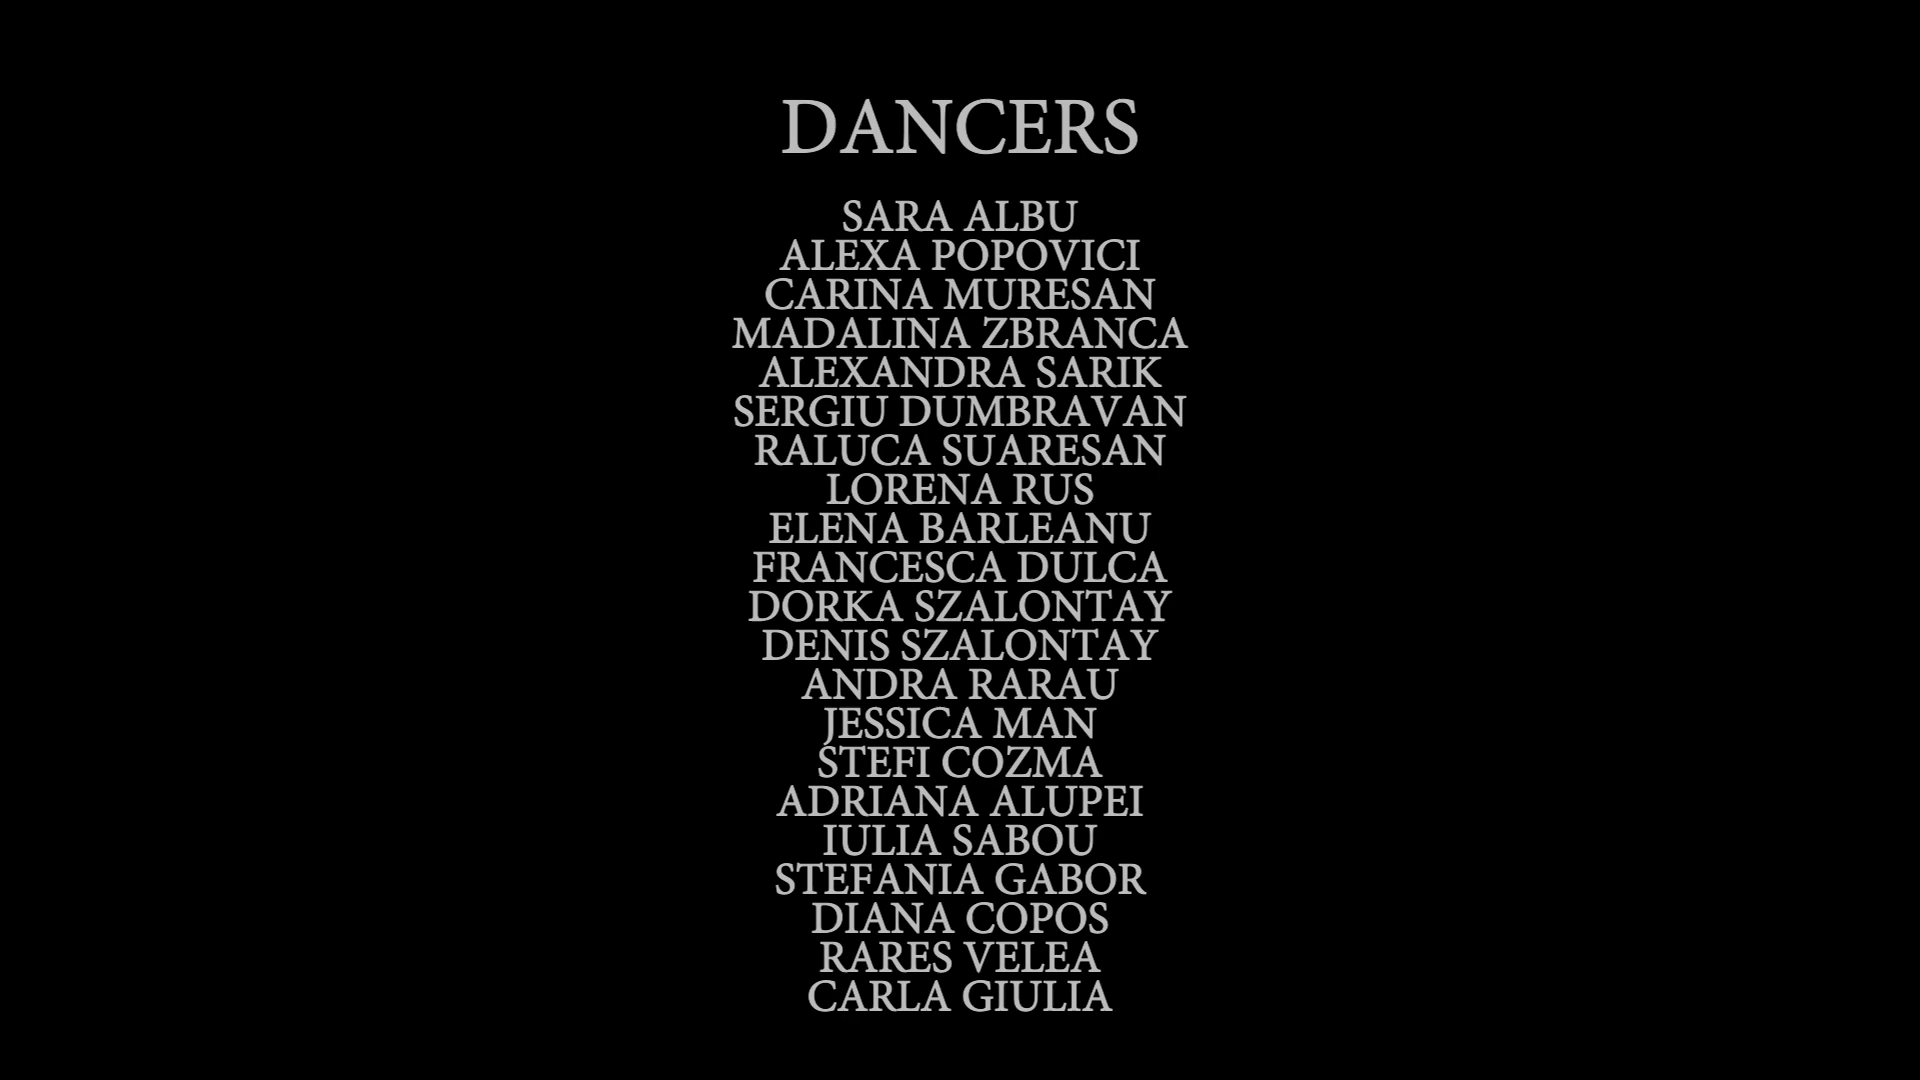 DANCERS
SARA ALBU
ALEXA POPOVICI
CARINA MURESAN
MADALINA ZBRANCA
ALEXANDRA SARIK
SERGIU DUMBRAVAN
RALUCA SUARESAN
LORENA RUS
ELENA BARLEANU
FRANCESCA DULCA
DORKA SZALONTAY
DENIS SZALONTAY
ANDRA RARAU
JESSICA MAN
STEFI COZMA
ADRIANA ALUPEI
IULIA SABOU
STEFANIA GABOR
DIANA COPOS
RARES VELEA
CARLA GIULIA